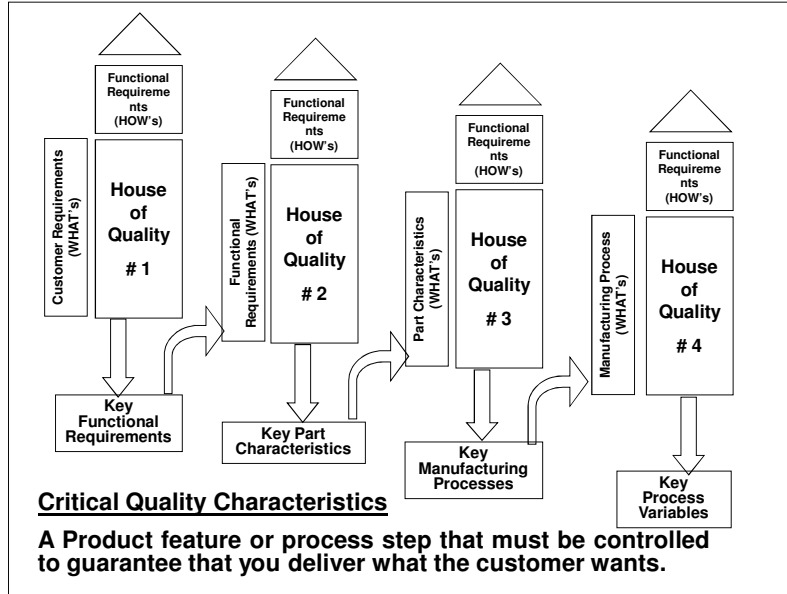 Functional
Requireme
nts
(HOW's)
Customer Requirements
(WHAT's)
House
of
Quality
# 1
Key
Functional
Requirements
Functional
Requireme
nts
(HOW's)
Functional
Requirements (WHAT's)
House
of
Quality
# 2
Key Part
Characteristics
Functional
Requireme
nts
(HOW's)
Part Characteristics
(WHAT's)
House
of
Quality
# 3
Key
Manufacturing
Processes
Functional
Requireme
nts
(HOW's)
Manufacturing Process
(WHAT's)
House
of
Quality
# 4
Key
Process
Variables
Critical Quality Characteristics
A Product feature or process step that must be controlled
to guarantee that you deliver what the customer wants.